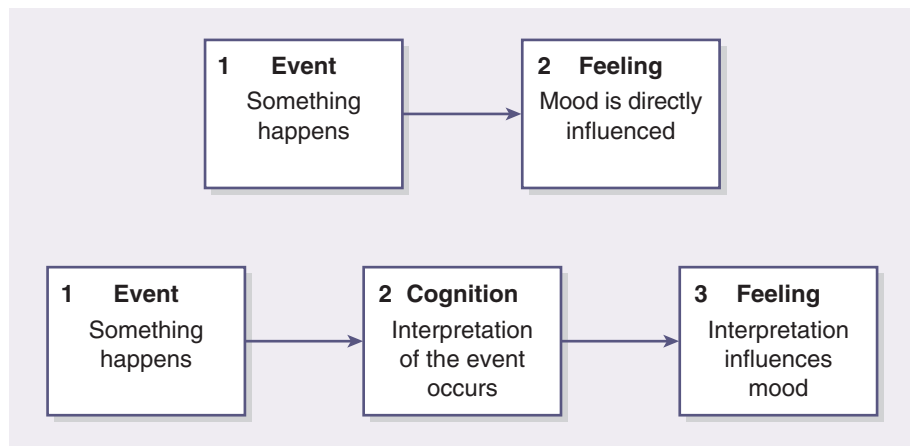 1 Event
Something
happens
2 Feeling
Mood is directly
influenced
1 Event
Something
happens
2 Cognition
Interpretation
of the event
occurs
3 Feeling
Interpretation
influences
mood